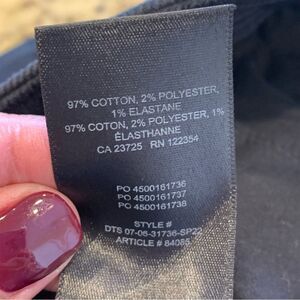 97% COTTON, 2% POLYESTER,
1% ELASTANE
97% COTON, 2% POLYESTER, 1%
ÉLASTHANNE
CA 23725 RN 122354
PO 4500161736
PO 4500161737
PO 4500161738
STYLE #
DTS 07-06-31736-SP22
ARTICLE # 84085